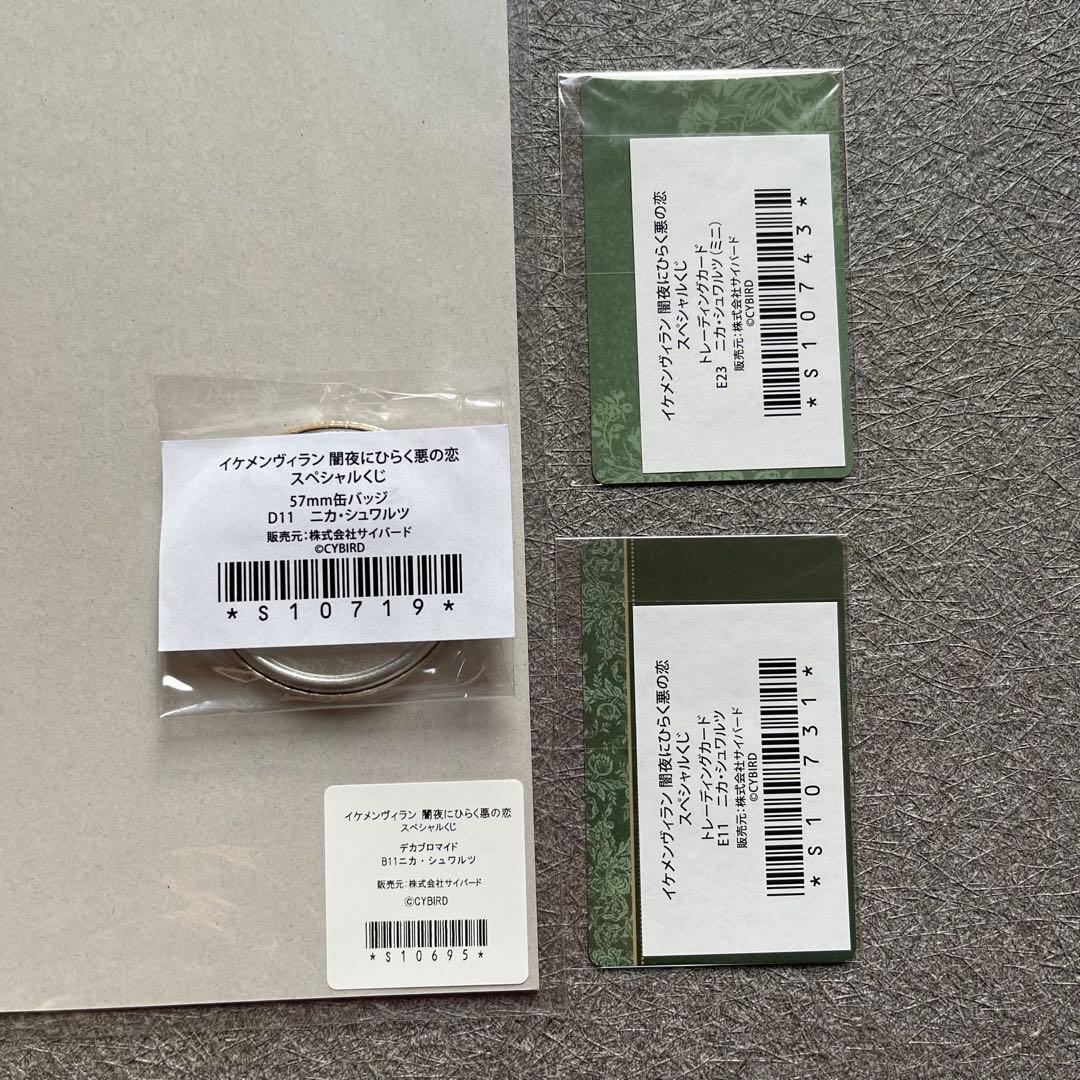 イケメンヴィラン 闇夜にひらく悪の恋
スペシャルくじ
57mm缶バッジ
D11 ニカ・シュワルツ
販売元：株式会社サイバード
©CYBIRD
*S10719*
イケメンヴィラン 闇夜にひらく悪の恋
スペシャルくじ
デカブロマイド
B11ニカ・シュワルツ
販売元：株式会社サイバード
©CYBIRD
*S10695*
イケメンヴィラン 闇夜にひらく悪の恋
スペシャルくじ
トレーディングカード
E23 ニカ・シュワルツ（ミニ）
販売元：株式会社サイバード
©CYBIRD
*S10743*
イケメンヴィラン 闇夜にひらく悪の恋
スペシャルくじ
トレーディングカード
E11 ニカ・シュワルツ
販売元：株式会社サイバード
©CYBIRD
*S10731*